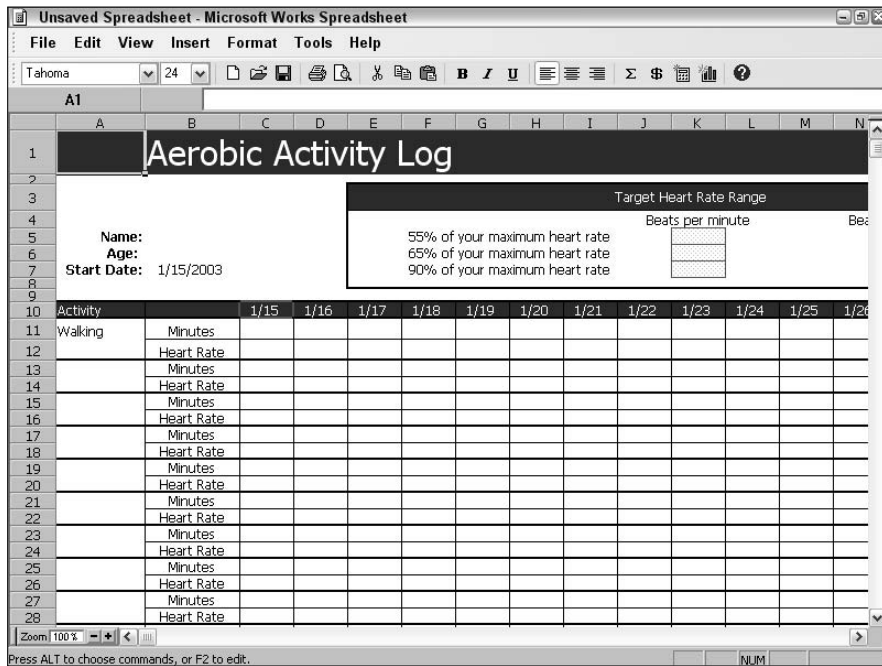 Unsaved Spreadsheet - Microsoft Works Spreadsheet
File Edit View Insert Format Tools Help
Tahoma 24 B I U Σ $ ?
A1
A B C D E F G H I J K L M N
1 Aerobic Activity Log
2
3 Target Heart Rate Range
4 Beats per minute Bea
5 Name: 55% of your maximum heart rate
6 Age: 65% of your maximum heart rate
7 Start Date: 1/15/2003 90% of your maximum heart rate
8
9
10 Activity 1/15 1/16 1/17 1/18 1/19 1/20 1/21 1/22 1/23 1/24 1/25 1/26
11 Walking Minutes
12 Heart Rate
13 Minutes
14 Heart Rate
15 Minutes
16 Heart Rate
17 Minutes
18 Heart Rate
19 Minutes
20 Heart Rate
21 Minutes
22 Heart Rate
23 Minutes
24 Heart Rate
25 Minutes
26 Heart Rate
27 Minutes
28 Heart Rate
Zoom 100% - +
Press ALT to choose commands, or F2 to edit. NUM